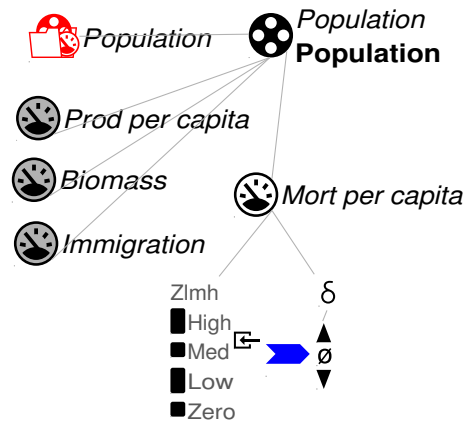 Population
Population
Population
Prod per capita
Biomass
Mort per capita
Immigration
Zlmh
δ
High
Med
ø
Low
Zero